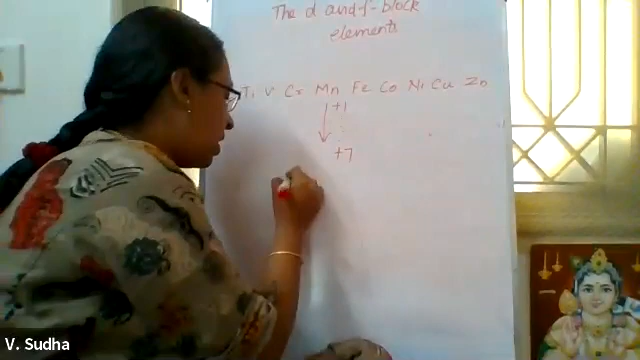 The d and f-block
elements
Ti V Cr Mn Fe Co Ni Cu Zn
+1
+7
V. Sudha